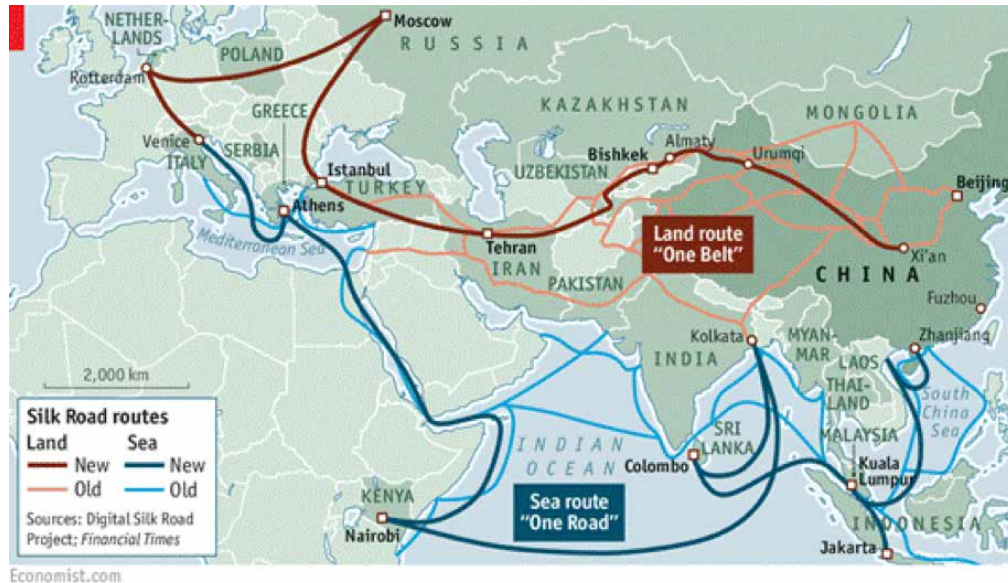 NETHER-
LANDS
Moscow
RUSSIA
POLAND
Rotterdam
KAZAKHSTAN
GREECE
MONGOLIA
Venice
Almaty
SERBIA
ITALY
Bishkek
Urumqi
UZBEKISTAN
Istanbul
TURKEY
Beijing
Athens
Land route
"One Belt"
Mediterranean Sea
Tehran
Xi'an
IRAN
CHINA
PAKISTAN
Fuzhou
Kolkata
Zhanjiang
INDIA
MYAN-
MAR
LAOS
2,000 km
THAI-
LAND
South
China
Sea
Silk Road routes
Land Sea
New New
Old Old
Sources: Digital Silk Road
Project; Financial Times
INDIAN
OCEAN
SRI
LANKA
MALAYSIA
Colombo
Kuala
Lumpur
Sea route
"One Road"
KENYA
Nairobi
INDONESIA
Jakarta
Economist.com